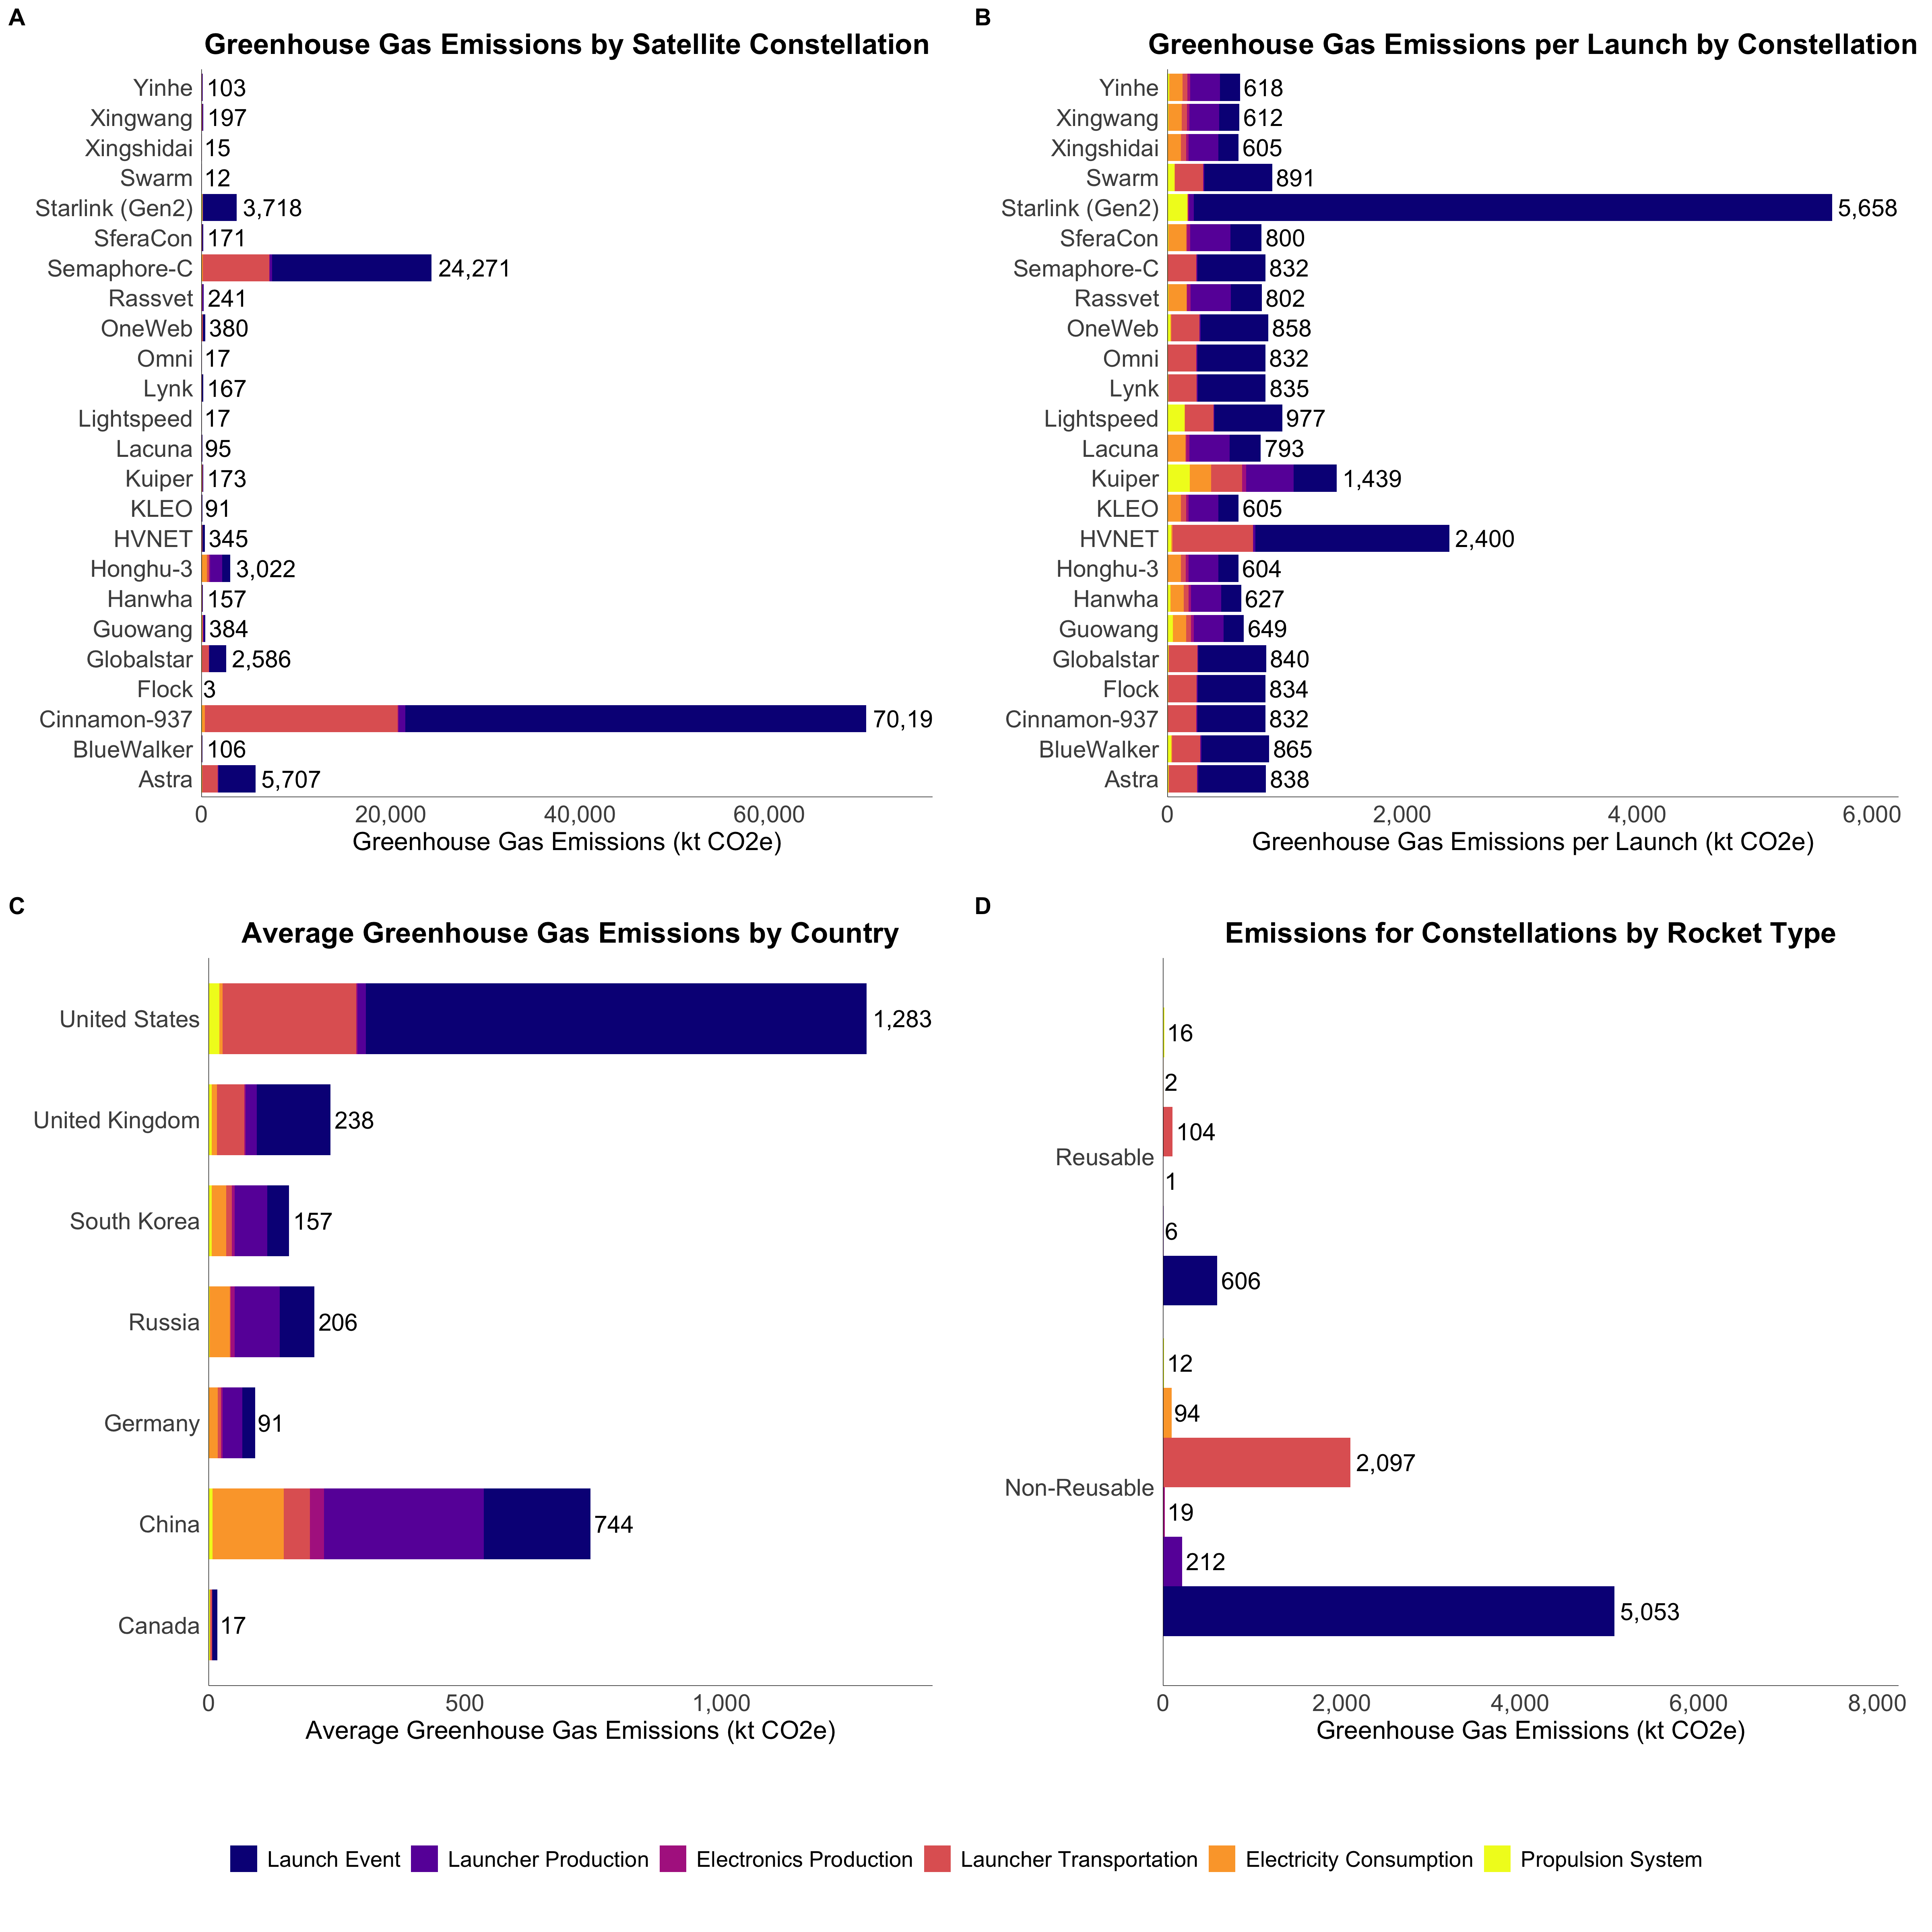 A
Greenhouse Gas Emissions by Satellite Constellation
Yinhe 103
Xingwang 197
Xingshidai 15
Swarm 12
Starlink (Gen2) 3,718
SferaCon 171
Semaphore-C 24,271
Rassvet 241
OneWeb 380
Omni 17
Lynk 167
Lightspeed 17
Lacuna 95
Kuiper 173
KLEO 91
HVNET 345
Honghu-3 3,022
Hanwha 157
Guowang 384
Globalstar 2,586
Flock 3
Cinnamon-937 70,19
BlueWalker 106
Astra 5,707
0 20,000 40,000 60,000
Greenhouse Gas Emissions (kt CO2e)
B
Greenhouse Gas Emissions per Launch by Constellation
Yinhe 618
Xingwang 612
Xingshidai 605
Swarm 891
Starlink (Gen2) 5,658
SferaCon 800
Semaphore-C 832
Rassvet 802
OneWeb 858
Omni 832
Lynk 835
Lightspeed 977
Lacuna 793
Kuiper 1,439
KLEO 605
HVNET 2,400
Honghu-3 604
Hanwha 627
Guowang 649
Globalstar 840
Flock 834
Cinnamon-937 832
BlueWalker 865
Astra 838
0 2,000 4,000 6,000
Greenhouse Gas Emissions per Launch (kt CO2e)
C
Average Greenhouse Gas Emissions by Country
United States 1,283
United Kingdom 238
South Korea 157
Russia 206
Germany 91
China 744
Canada 17
0 500 1,000
Average Greenhouse Gas Emissions (kt CO2e)
D
Emissions for Constellations by Rocket Type
16
2
104
Reusable
1
6
606
12
94
2,097
Non-Reusable
19
212
5,053
0 2,000 4,000 6,000 8,000
Greenhouse Gas Emissions (kt CO2e)
Launch Event Launcher Production Electronics Production Launcher Transportation Electricity Consumption Propulsion System